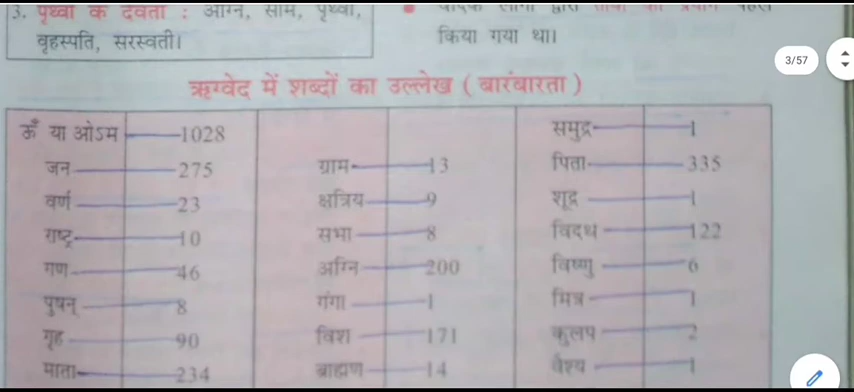 3. पृथ्वी के देवता : अग्नि, सोम, पृथ्वी,
वृहस्पति, सरस्वती।
किया गया था।
3/57
ऋग्वेद में शब्दों का उल्लेख ( बारंबारता )
ऊँ या ओऽम 1028
जन 275
वर्ण 23
राष्ट्र 10
गण 46
पुषन् 8
गृह 90
माता 234
ग्राम 13
क्षत्रिय 9
सभा 8
अग्नि 200
गंगा 1
विश 171
ब्राह्मण 14
समुद्र 1
पिता 335
शूद्र 1
विदथ 122
विष्णु 6
मित्र 1
कुलप 2
वैश्य 1